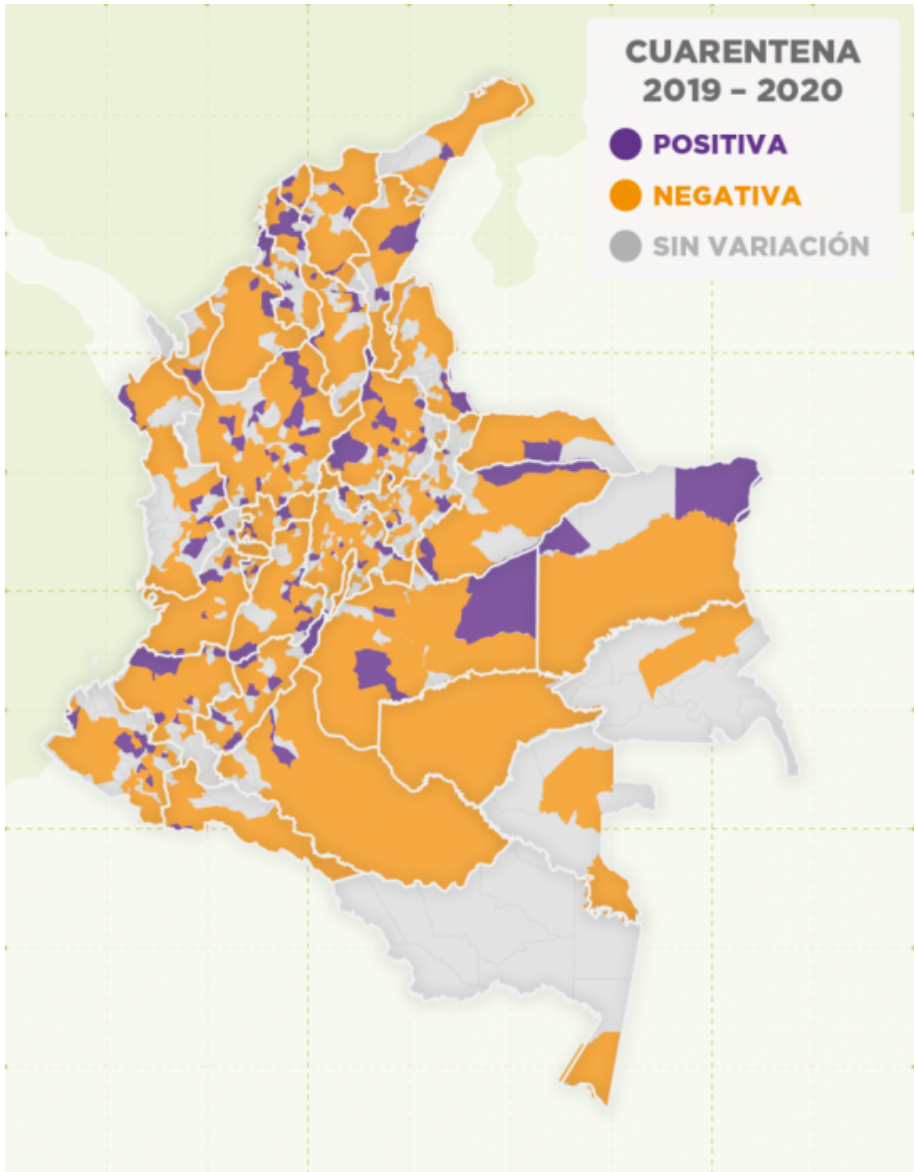 CUARENTENA
2019 – 2020
POSITIVA
NEGATIVA
SIN VARIACIÓN